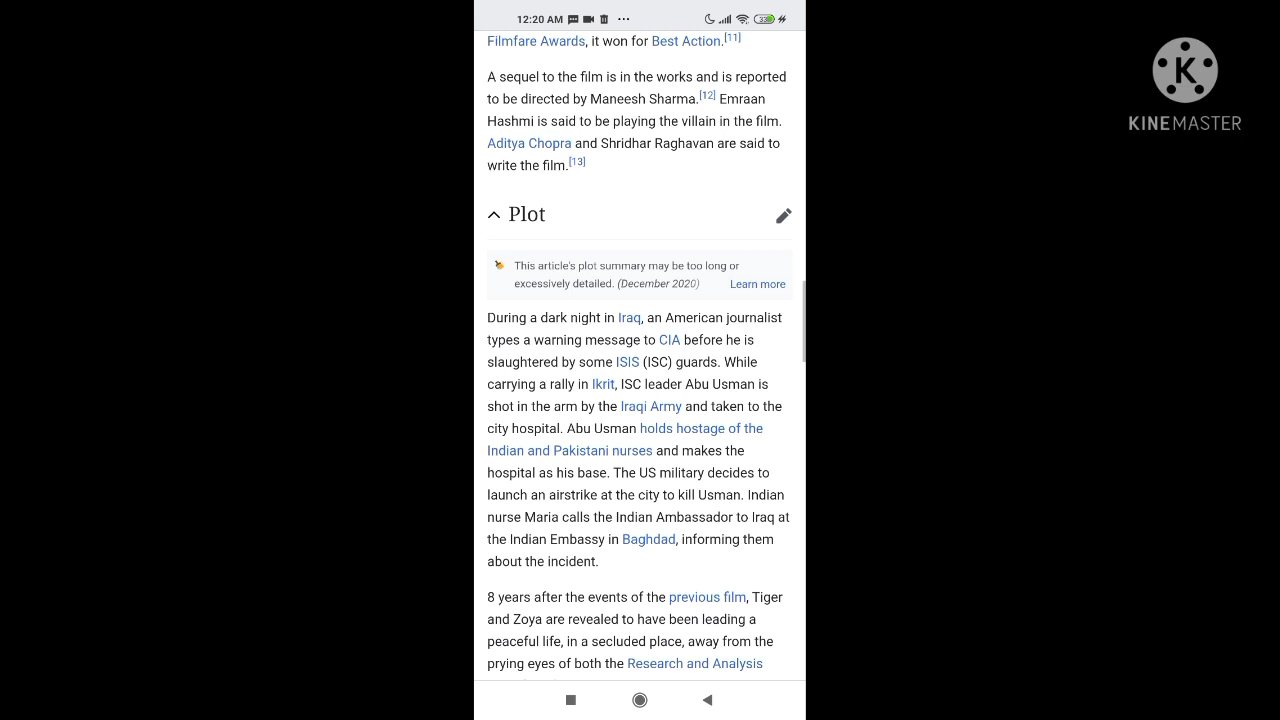 12:20 AM
33
Filmfare Awards, it won for Best Action.[11]
A sequel to the film is in the works and is reported
to be directed by Maneesh Sharma.[12] Emraan
Hashmi is said to be playing the villain in the film.
Aditya Chopra and Shridhar Raghavan are said to
write the film.[13]
Plot
This article's plot summary may be too long or
excessively detailed. (December 2020) Learn more
During a dark night in Iraq, an American journalist
types a warning message to CIA before he is
slaughtered by some ISIS (ISC) guards. While
carrying a rally in Ikrit, ISC leader Abu Usman is
shot in the arm by the Iraqi Army and taken to the
city hospital. Abu Usman holds hostage of the
Indian and Pakistani nurses and makes the
hospital as his base. The US military decides to
launch an airstrike at the city to kill Usman. Indian
nurse Maria calls the Indian Ambassador to Iraq at
the Indian Embassy in Baghdad, informing them
about the incident.
8 years after the events of the previous film, Tiger
and Zoya are revealed to have been leading a
peaceful life, in a secluded place, away from the
prying eyes of both the Research and Analysis
K
KINEMASTER